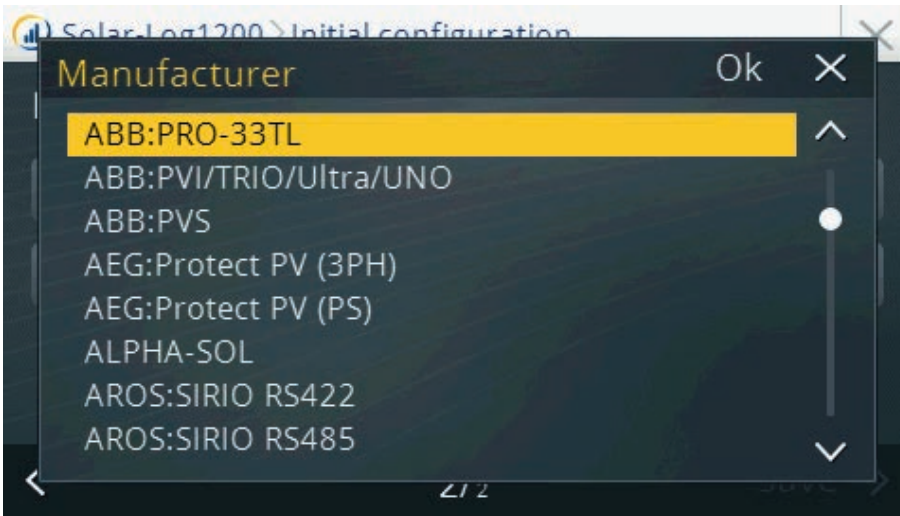 Solar-Log1200 > Initial configuration
Manufacturer
Ok
ABB:PRO-33TL
ABB:PVI/TRIO/Ultra/UNO
ABB:PVS
AEG:Protect PV (3PH)
AEG:Protect PV (PS)
ALPHA-SOL
AROS:SIRIO RS422
AROS:SIRIO RS485
2/2